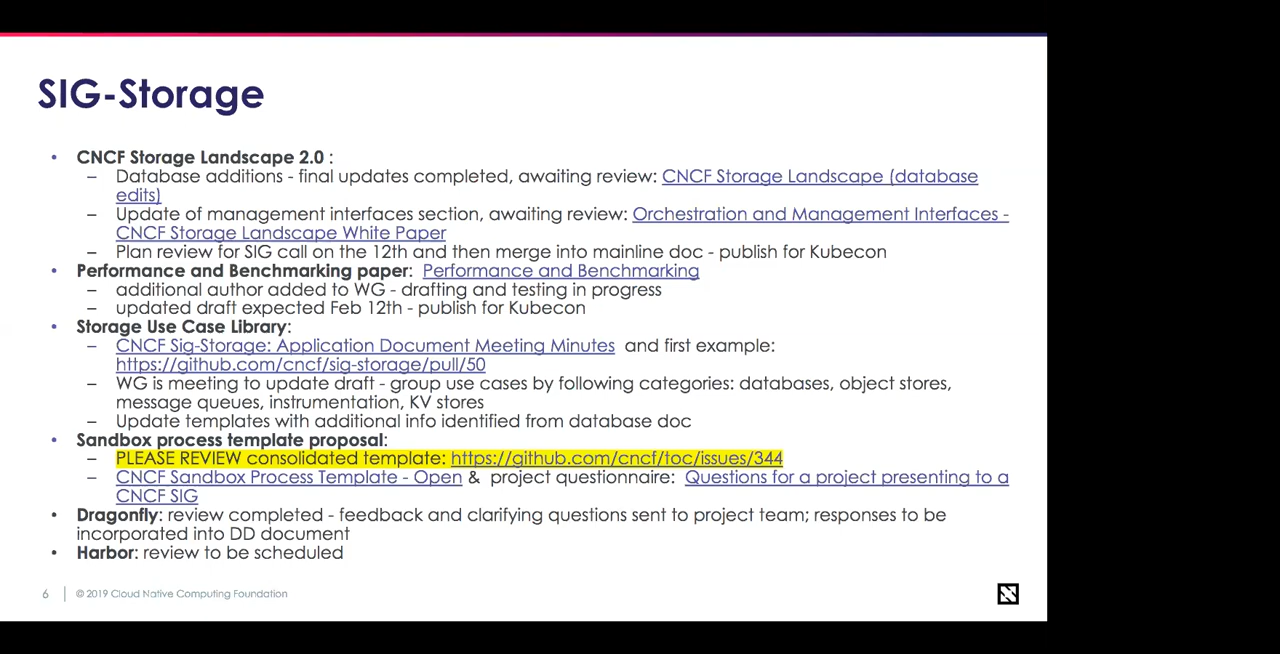 SIG-Storage
• CNCF Storage Landscape 2.0 :
– Database additions - final updates completed, awaiting review: CNCF Storage Landscape (database
edits)
– Update of management interfaces section, awaiting review: Orchestration and Management Interfaces -
CNCF Storage Landscape White Paper
– Plan review for SIG call on the 12th and then merge into mainline doc - publish for Kubecon
• Performance and Benchmarking paper: Performance and Benchmarking
– additional author added to WG - drafting and testing in progress
– updated draft expected Feb 12th - publish for Kubecon
• Storage Use Case Library:
– CNCF Sig-Storage: Application Document Meeting Minutes and first example:
https://github.com/cncf/sig-storage/pull/50
– WG is meeting to update draft - group use cases by following categories: databases, object stores,
message queues, instrumentation, KV stores
– Update templates with additional info identified from database doc
• Sandbox process template proposal:
– PLEASE REVIEW consolidated template: https://github.com/cncf/toc/issues/344
– CNCF Sandbox Process Template - Open & project questionnaire: Questions for a project presenting to a
CNCF SIG
• Dragonfly: review completed - feedback and clarifying questions sent to project team; responses to be
incorporated into DD document
• Harbor: review to be scheduled
6 | © 2019 Cloud Native Computing Foundation